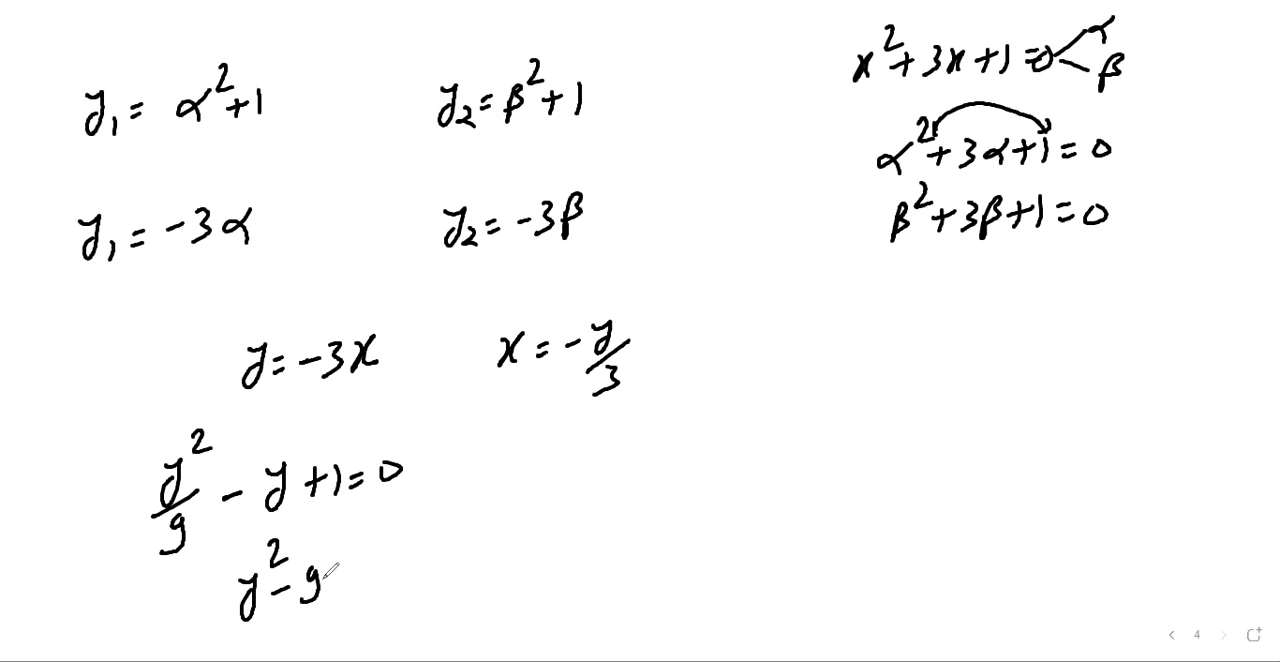 x²+3x+1=0 α β
y₁= α²+1 y₂=β²+1
α²+3α+1=0
β²+3β+1=0
y₁=-3α y₂=-3β
y=-3x x=-y/3
y²/9 - y+1=0
y²-9
4